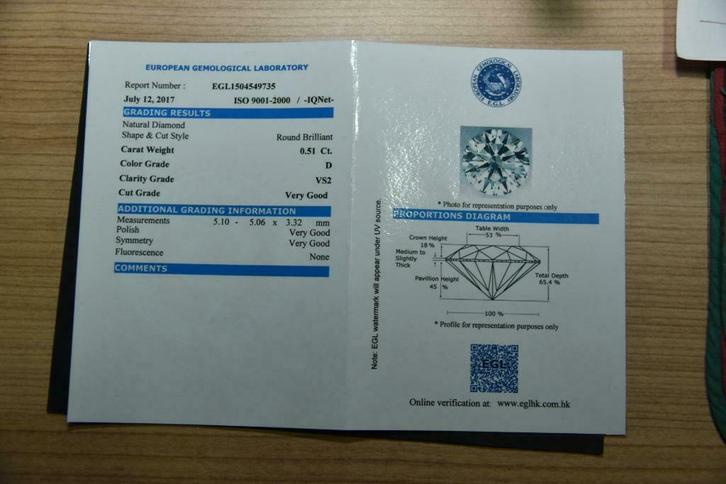 EUROPEAN GEMOLOGICAL LABORATORY
Report Number : EGL1504549735
July 12, 2017 ISO 9001-2000 / -IQNet-
GRADING RESULTS
Natural Diamond
Shape & Cut Style Round Brilliant
Carat Weight 0.51 Ct.
Color Grade D
Clarity Grade VS2
Cut Grade Very Good
ADDITIONAL GRADING INFORMATION
Measurements 5.10 - 5.06 x 3.32 mm
Polish Very Good
Symmetry Very Good
Fluorescence None
COMMENTS
Note: EGL watermark will appear under UV source.
EUROPEAN GEMOLOGICAL LABORATORY
E.G.L
* Photo for representation purposes only
PROPORTIONS DIAGRAM
Table Width
53 %
Crown Height
18 %
Medium to
Slightly
Thick
Pavillion Height
45 %
Total Depth
65.4 %
100 %
* Profile for representation purposes only
EGL
Online verification at: www.eglhk.com.hk